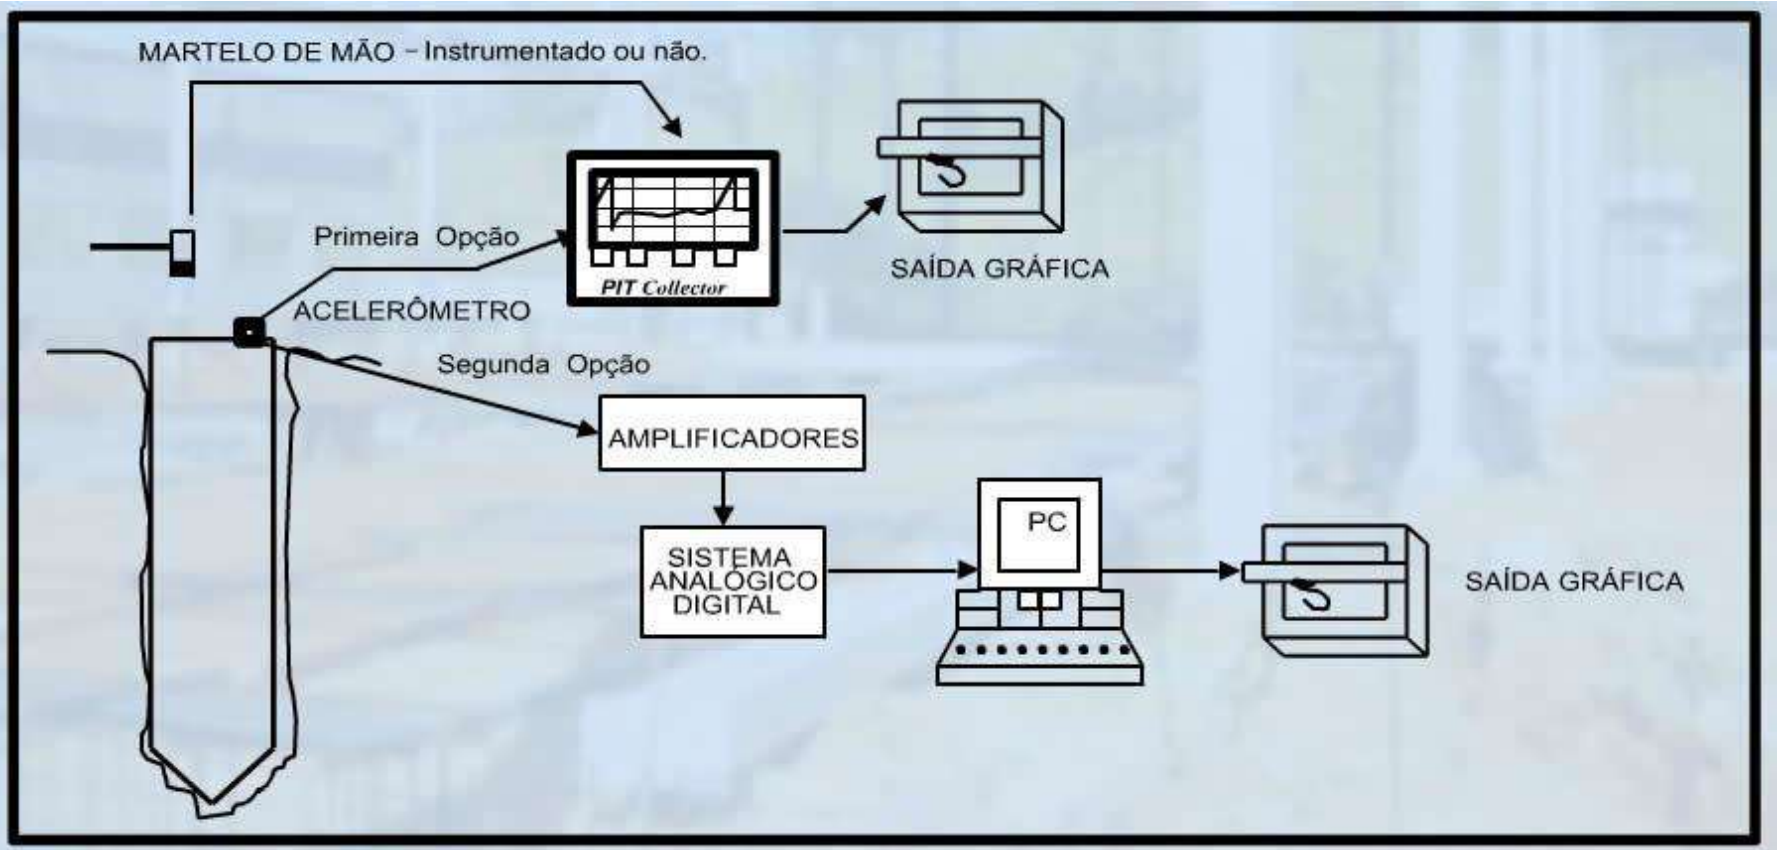 MARTELO DE MÃO – Instrumentado ou não.
Primeira Opção
PIT Collector
SAÍDA GRÁFICA
ACELERÔMETRO
Segunda Opção
AMPLIFICADORES
SISTEMA
ANALÓGICO
DIGITAL
PC
SAÍDA GRÁFICA